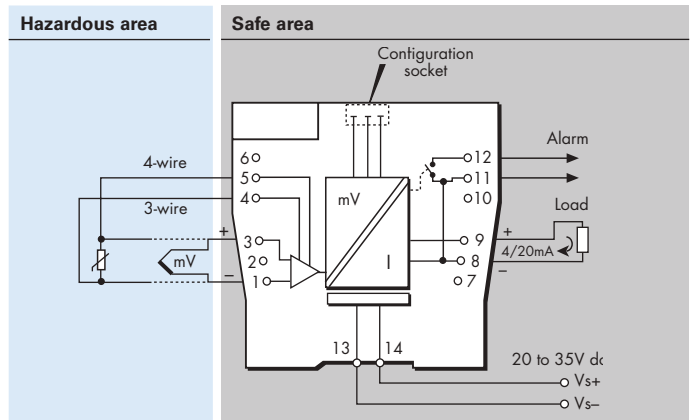 Hazardous area
Safe area
Configuration
socket
4-wire
3-wire
+
mV
–
6
5
4
3
2
1
mV
I
12
11
10
9
8
7
Alarm
Load
+
4/20mA
–
13
14
20 to 35V dc
Vs+
Vs–